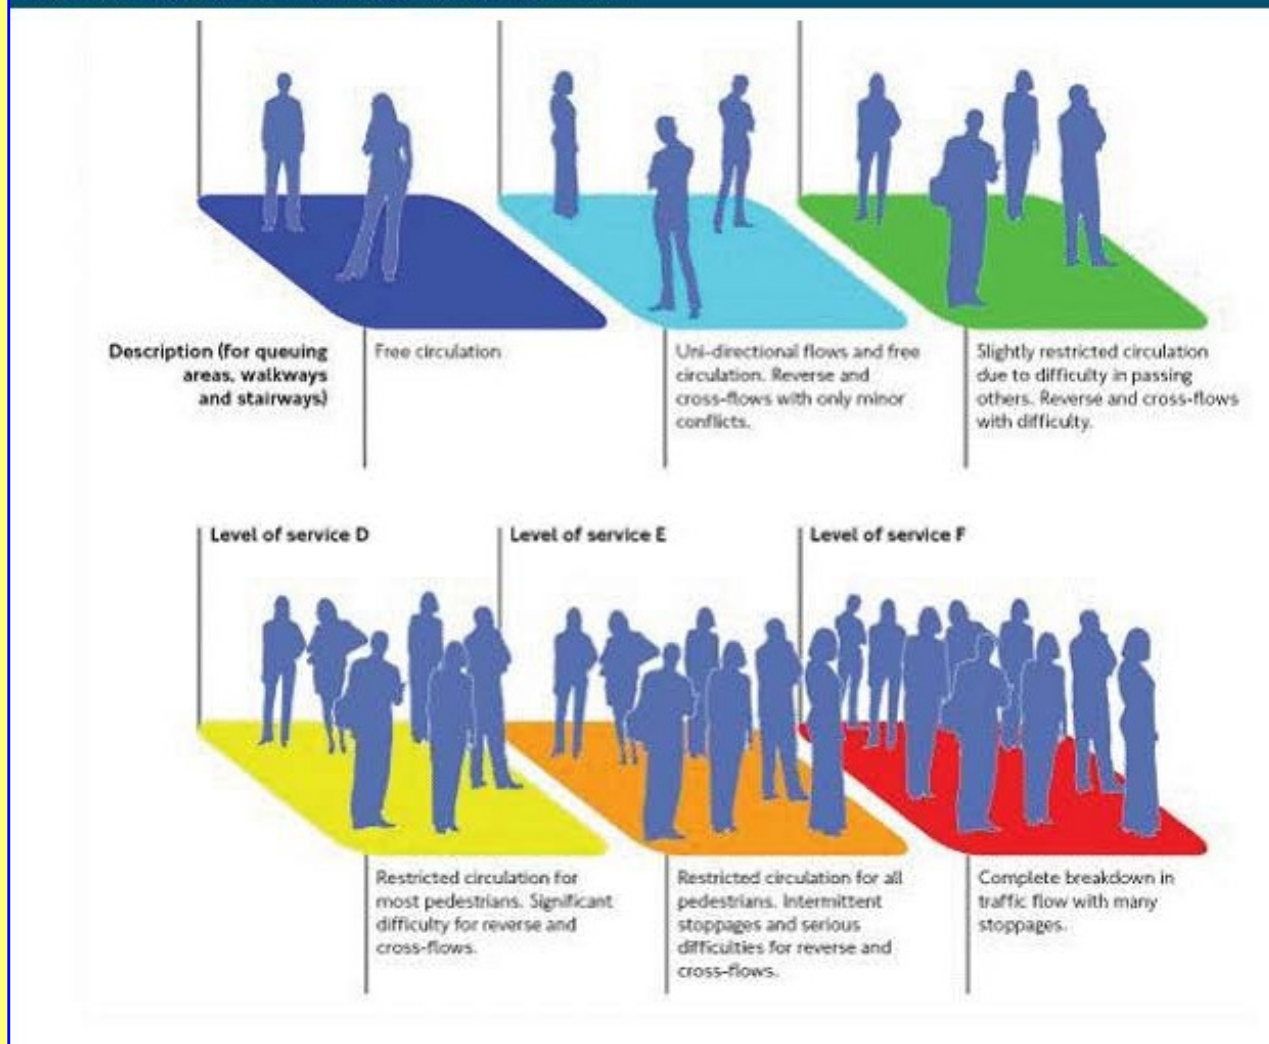 Description (for queuing
areas, walkways
and stairways)
Free circulation
Uni-directional flows and free
circulation. Reverse and
cross-flows with only minor
conflicts.
Slightly restricted circulation
due to difficulty in passing
others. Reverse and cross-flows
with difficulty.
Level of service D
Level of service E
Level of service F
Restricted circulation for
most pedestrians. Significant
difficulty for reverse and
cross-flows.
Restricted circulation for all
pedestrians. Intermittent
stoppages and serious
difficulties for reverse and
cross-flows.
Complete breakdown in
traffic flow with many
stoppages.